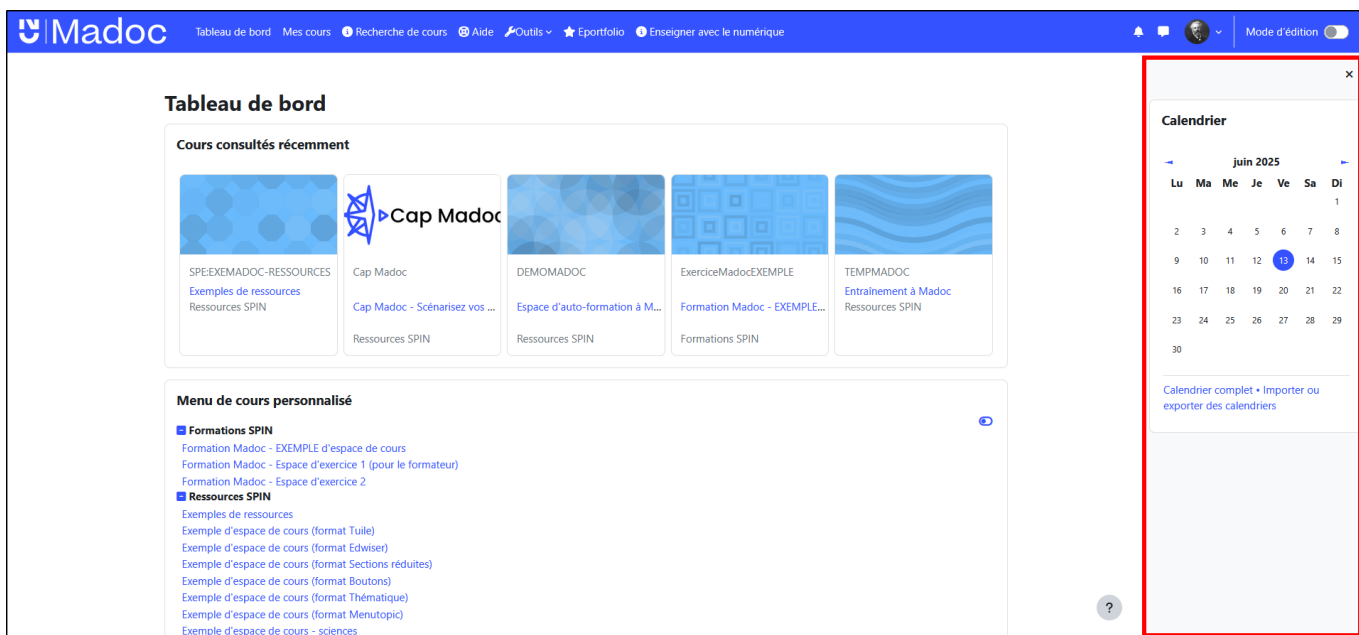 Madoc
Tableau de bord Mes cours Recherche de cours Aide Outils Eportfolio Enseigner avec le numérique
Mode d'édition
Tableau de bord
Cours consultés récemment
Cap Madoc
SPE:EXEMADOC-RESSOURCES
Exemples de ressources
Ressources SPIN
Cap Madoc
Cap Madoc - Scénarisez vos ...
Ressources SPIN
DEMOMADOC
Espace d'auto-formation à M...
Ressources SPIN
ExerciceMadocEXEMPLE
Formation Madoc - EXEMPLE...
Formations SPIN
TEMPMADOC
Entraînement à Madoc
Ressources SPIN
Menu de cours personnalisé
Formations SPIN
Formation Madoc - EXEMPLE d'espace de cours
Formation Madoc - Espace d'exercice 1 (pour le formateur)
Formation Madoc - Espace d'exercice 2
Ressources SPIN
Exemples de ressources
Exemple d'espace de cours (format Tuile)
Exemple d'espace de cours (format Edwiser)
Exemple d'espace de cours (format Sections réduites)
Exemple d'espace de cours (format Boutons)
Exemple d'espace de cours (format Thématique)
Exemple d'espace de cours (format Menutopic)
Exemple d'espace de cours - sciences
?
×
Calendrier
◄ juin 2025 ►
Lu Ma Me Je Ve Sa Di
1
2 3 4 5 6 7 8
9 10 11 12 13 14 15
16 17 18 19 20 21 22
23 24 25 26 27 28 29
30
Calendrier complet • Importer ou
exporter des calendriers